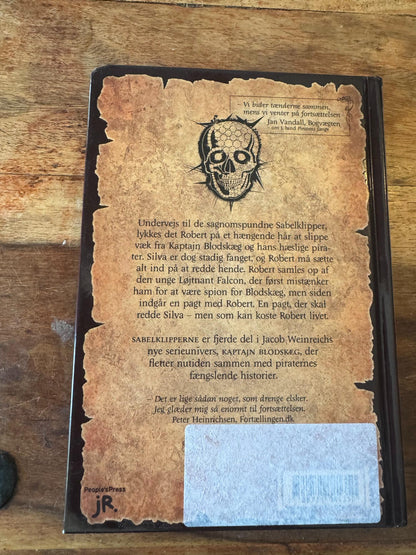 – Vi bider tænderne sammen,
mens vi venter på fortsættelsen
Jan Vandall, Bogvægten
– om 1. bind Piratens fange
Undervejs til de sagnomspundne Sabelklipper,
lykkes det Robert på et hængende hår at slippe
væk fra Kaptajn Blodskæg og hans hæslige pira-
ter. Silva er dog stadig fanget, og Robert må sætte
alt ind på at redde hende. Robert samles op af
den unge Løjtnant Falcon, der først mistænker
ham for at være spion for Blodskæg, men siden
indgår en pagt med Robert. En pagt, der skal
redde Silva – men som kan koste Robert livet.
SABELKLIPPERNE er fjerde del i Jacob Weinreichs
nye serieunivers, KAPTAJN BLODSKÆG, der
fletter nutiden sammen med piraternes
fængslende historier.
– Det er lige sådan noget, som drenge elsker.
Jeg glæder mig så enormt til fortsættelsen.
Peter Heinrichsen, Fortællingen.dk
People'sPress
jR.